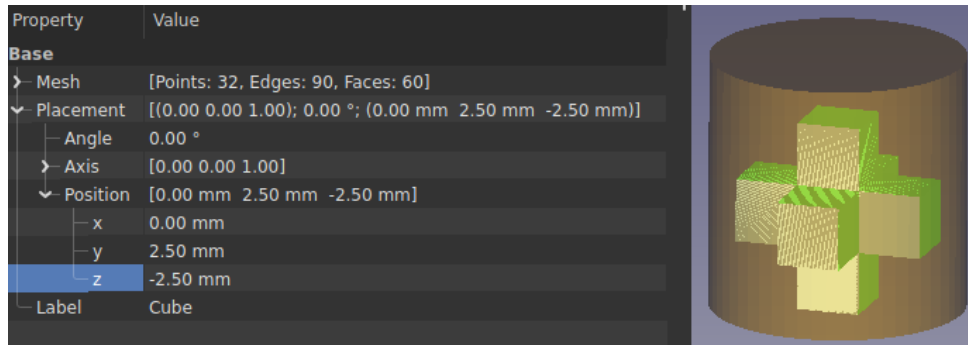 Property Value
Base
Mesh [Points: 32, Edges: 90, Faces: 60]
Placement [(0.00 0.00 1.00); 0.00 °; (0.00 mm 2.50 mm -2.50 mm)]
Angle 0.00 °
Axis [0.00 0.00 1.00]
Position [0.00 mm 2.50 mm -2.50 mm]
x 0.00 mm
y 2.50 mm
z -2.50 mm
Label Cube